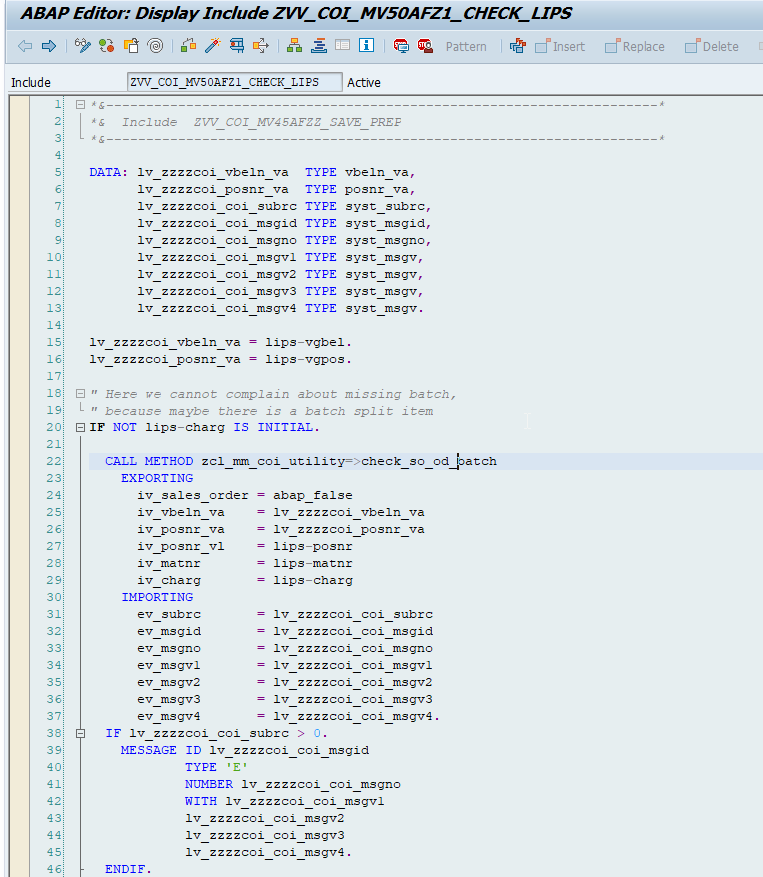 ABAP Editor: Display Include ZVV_COI_MV50AFZ1_CHECK_LIPS
Pattern Insert Replace Delete
Include ZVV_COI_MV50AFZ1_CHECK_LIPS Active
1 *&---------------------------------------------------------------------*
2 *& Include ZVV_COI_MV45AFZZ_SAVE_PREP
3 *&---------------------------------------------------------------------*
4
5 DATA: lv_zzzzcoi_vbeln_va TYPE vbeln_va,
6 lv_zzzzcoi_posnr_va TYPE posnr_va,
7 lv_zzzzcoi_coi_subrc TYPE syst_subrc,
8 lv_zzzzcoi_coi_msgid TYPE syst_msgid,
9 lv_zzzzcoi_coi_msgno TYPE syst_msgno,
10 lv_zzzzcoi_coi_msgv1 TYPE syst_msgv,
11 lv_zzzzcoi_coi_msgv2 TYPE syst_msgv,
12 lv_zzzzcoi_coi_msgv3 TYPE syst_msgv,
13 lv_zzzzcoi_coi_msgv4 TYPE syst_msgv.
14
15 lv_zzzzcoi_vbeln_va = lips-vgbel.
16 lv_zzzzcoi_posnr_va = lips-vgpos.
17
18 " Here we cannot complain about missing batch,
19 " because maybe there is a batch split item
20 IF NOT lips-charg IS INITIAL.
21
22 CALL METHOD zcl_mm_coi_utility=>check_so_od_batch
23 EXPORTING
24 iv_sales_order = abap_false
25 iv_vbeln_va = lv_zzzzcoi_vbeln_va
26 iv_posnr_va = lv_zzzzcoi_posnr_va
27 iv_posnr_vl = lips-posnr
28 iv_matnr = lips-matnr
29 iv_charg = lips-charg
30 IMPORTING
31 ev_subrc = lv_zzzzcoi_coi_subrc
32 ev_msgid = lv_zzzzcoi_coi_msgid
33 ev_msgno = lv_zzzzcoi_coi_msgno
34 ev_msgv1 = lv_zzzzcoi_coi_msgv1
35 ev_msgv2 = lv_zzzzcoi_coi_msgv2
36 ev_msgv3 = lv_zzzzcoi_coi_msgv3
37 ev_msgv4 = lv_zzzzcoi_coi_msgv4.
38 IF lv_zzzzcoi_coi_subrc > 0.
39 MESSAGE ID lv_zzzzcoi_coi_msgid
40 TYPE 'E'
41 NUMBER lv_zzzzcoi_coi_msgno
42 WITH lv_zzzzcoi_coi_msgv1
43 lv_zzzzcoi_coi_msgv2
44 lv_zzzzcoi_coi_msgv3
45 lv_zzzzcoi_coi_msgv4.
46 ENDIF.